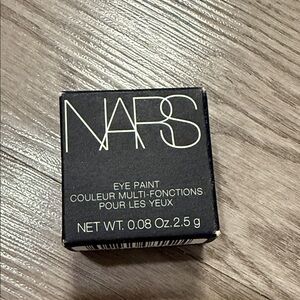 NARS
EYE PAINT
COULEUR MULTI-FONCTIONS
POUR LES YEUX
NET WT. 0.08 Oz. 2.5 g